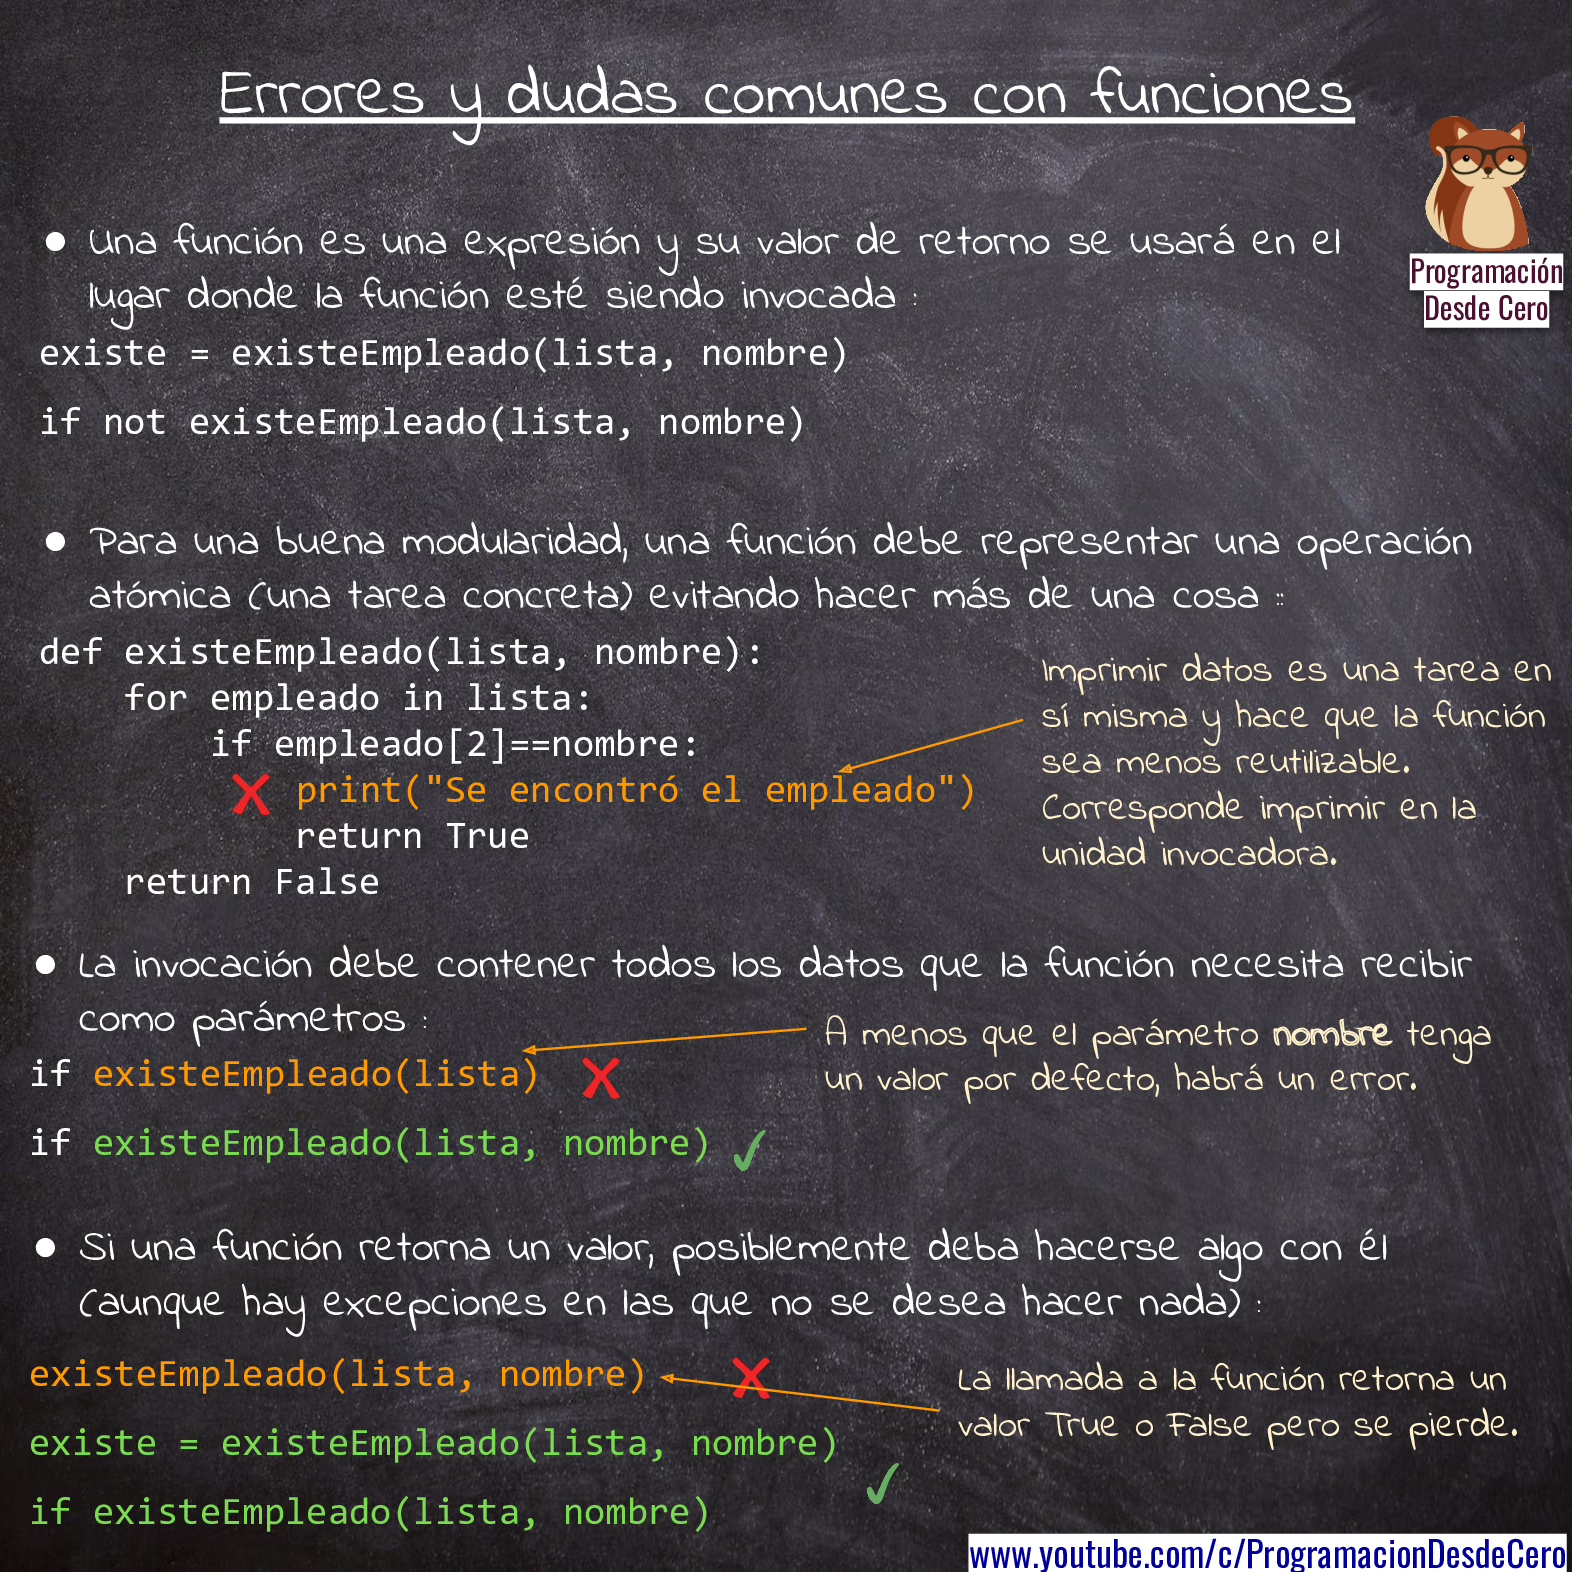 Errores y dudas comunes con funciones
Programación
Desde Cero
● Una función es una expresión y su valor de retorno se usará en el
lugar donde la función esté siendo invocada :
existe = existeEmpleado(lista, nombre)
if not existeEmpleado(lista, nombre)
● Para una buena modularidad, una función debe representar una operación
atómica (una tarea concreta) evitando hacer más de una cosa ::
def existeEmpleado(lista, nombre):
    for empleado in lista:
        if empleado[2]==nombre:
            print("Se encontró el empleado")
            return True
    return False
Imprimir datos es una tarea en
sí misma y hace que la función
sea menos reutilizable.
Corresponde imprimir en la
unidad invocadora.
● La invocación debe contener todos los datos que la función necesita recibir
como parámetros :
if existeEmpleado(lista)
A menos que el parámetro nombre tenga
un valor por defecto, habrá un error.
if existeEmpleado(lista, nombre)
● Si una función retorna un valor, posiblemente deba hacerse algo con él
(aunque hay excepciones en las que no se desea hacer nada) :
existeEmpleado(lista, nombre)
La llamada a la función retorna un
valor True o False pero se pierde.
existe = existeEmpleado(lista, nombre)
if existeEmpleado(lista, nombre)
www.youtube.com/c/ProgramacionDesdeCero